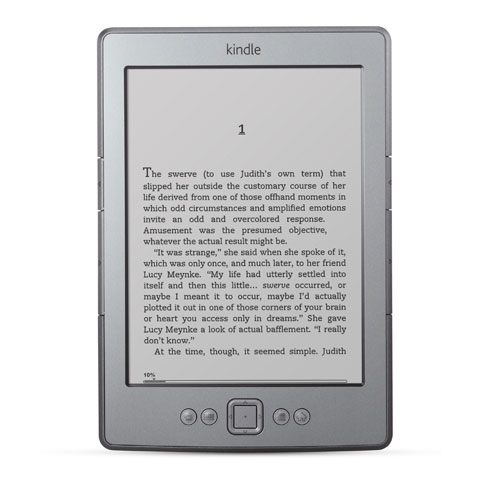 kindle
1
The swerve (to use Judith's own term) that
slipped her outside the customary course of her
life derived from one of those offhand moments in
which odd circumstances and amplified emotions
invite an odd and overcolored response.
Amusement was the presumed objective,
whatever the actual result might be.
“It was strange,” she said when she spoke of it,
which was only once, and much later, to her friend
Lucy Meynke. “My life had utterly settled into
itself and then this little... swerve occurred, or
maybe I meant it to occur, maybe I'd actually
plotted it out in one of those corners of your brain
or heart you access only in dreams.” She gave
Lucy Meynke a look of actual bafflement. “I really
don't know.”
At the time, though, it seemed simple. Judith
10%